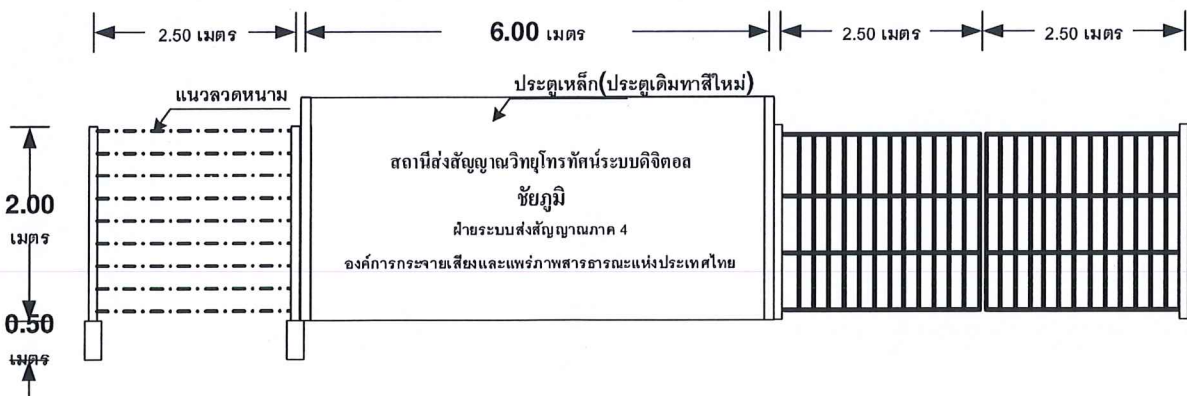 2.50 เมตร
6.00 เมตร
2.50 เมตร
2.50 เมตร
แนวลวดหนาม
ประตูเหล็ก(ประตูเดิมทาสีใหม่)
สถานีส่งสัญญาณวิทยุโทรทัศน์ระบบดิจิตอล
ชัยภูมิ
ฝ่ายระบบส่งสัญญาณภาค 4
องค์การกระจายเสียงและแพร่ภาพสารธารณะแห่งประเทศไทย
2.00
เมตร
0.50
เมตร